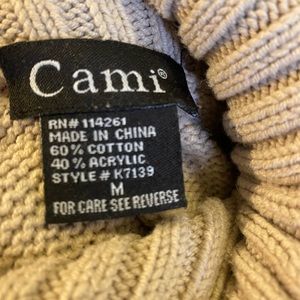 Cami®
RN# 114261
MADE IN CHINA
60% COTTON
40% ACRYLIC
STYLE # K7139
M
FOR CARE SEE REVERSE